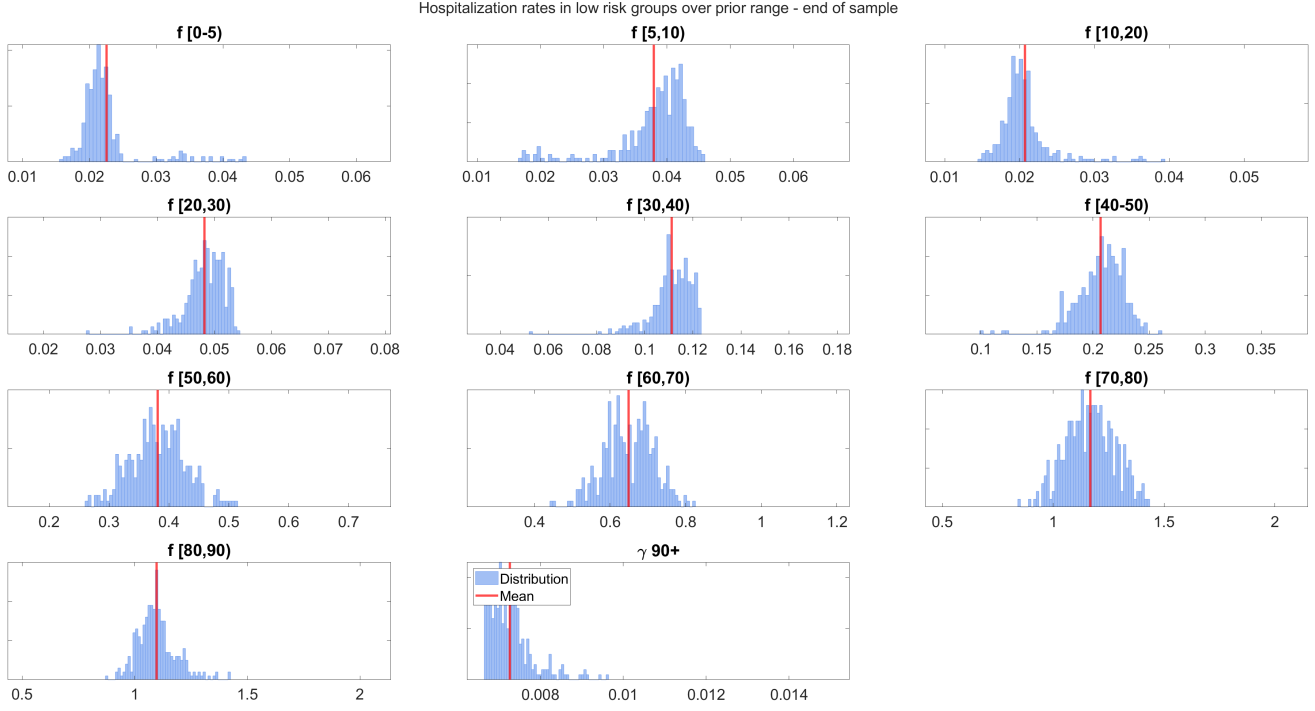 Hospitalization rates in low risk groups over prior range - end of sample
f [0-5)
f [5,10)
f [10,20)
0.01 0.02 0.03 0.04 0.05 0.06
0.01 0.02 0.03 0.04 0.05 0.06
0.01 0.02 0.03 0.04 0.05
f [20,30)
f [30,40)
f [40-50)
0.02 0.03 0.04 0.05 0.06 0.07 0.08
0.04 0.06 0.08 0.1 0.12 0.14 0.16 0.18
0.1 0.15 0.2 0.25 0.3 0.35
f [50,60)
f [60,70)
f [70,80)
0.2 0.3 0.4 0.5 0.6 0.7
0.4 0.6 0.8 1 1.2
0.5 1 1.5 2
f [80,90)
γ 90+
Distribution
Mean
0.5 1 1.5 2
0.008 0.01 0.012 0.014